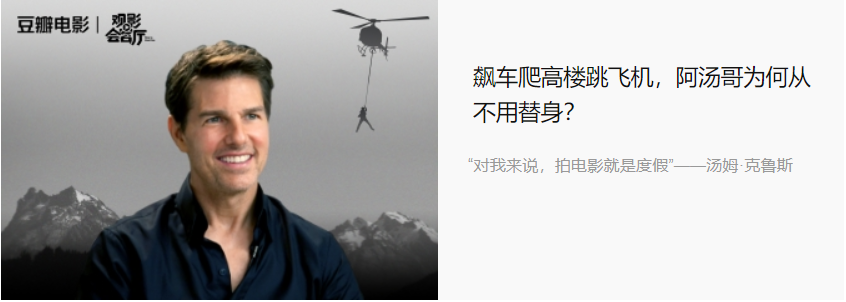 豆瓣电影 | 观影会客厅
飙车爬高楼跳飞机，阿汤哥为何从
不用替身？
“对我来说，拍电影就是度假”——汤姆·克鲁斯